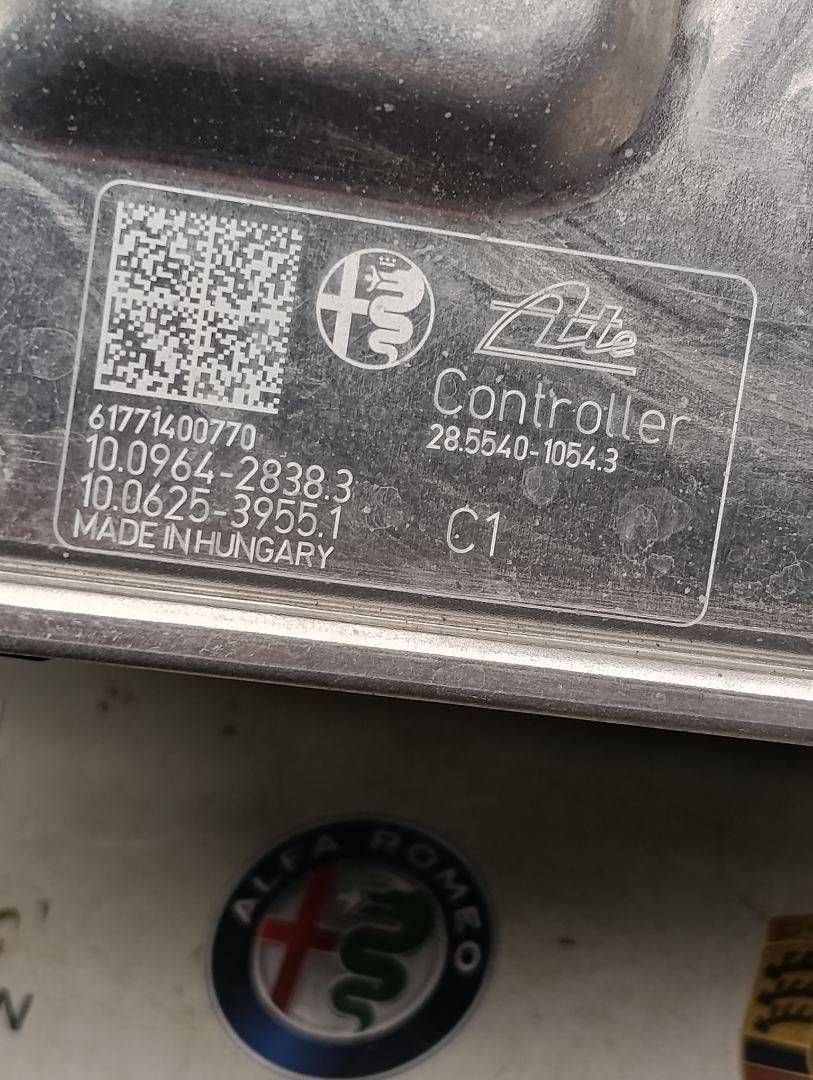 Ate
Controller
28.5540-1054.3
61771400770
10.0964-2838.3
10.0625-3955.1
MADE IN HUNGARY
C1
ALFA ROMEO